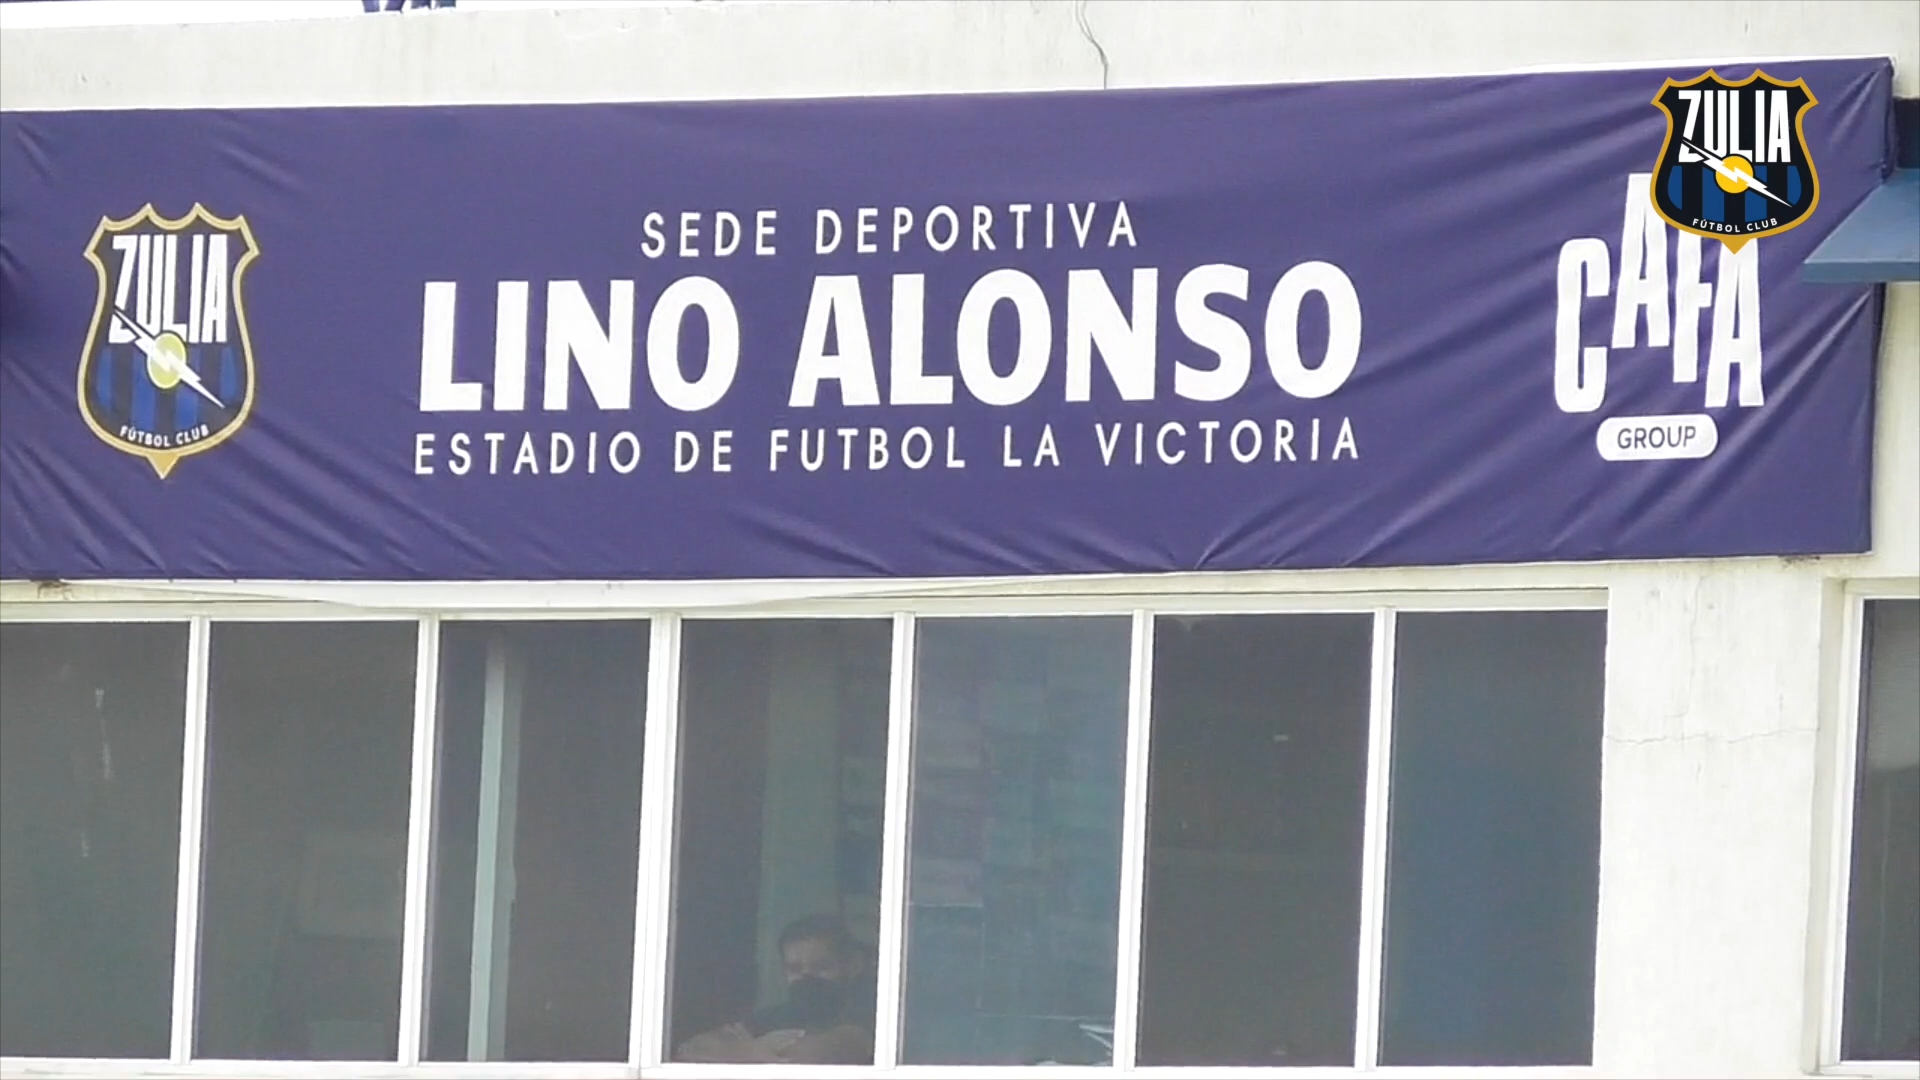 ZULIA
FÚTBOL CLUB
SEDE DEPORTIVA
LINO ALONSO
ESTADIO DE FUTBOL LA VICTORIA
CAFA
GROUP
ZULIA
FÚTBOL CLUB